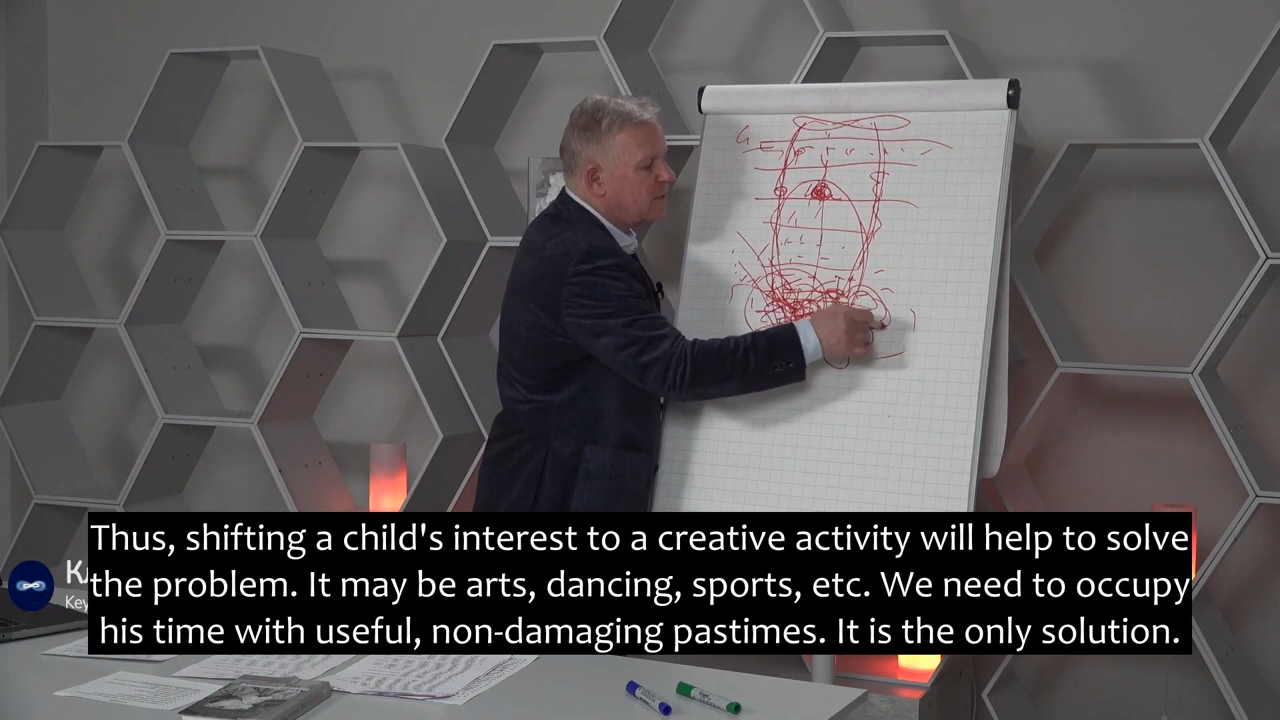 Thus, shifting a child's interest to a creative activity will help to solve
the problem. It may be arts, dancing, sports, etc. We need to occupy
his time with useful, non-damaging pastimes. It is the only solution.